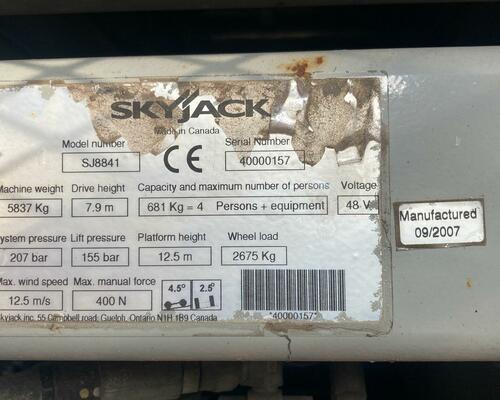 SKYJACK
Made in Canada
Model number
Serial Number
SJ8841
CE
40000157
Machine weight Drive height Capacity and maximum number of persons Voltage
5837 Kg 7.9 m 681 Kg = 4 Persons + equipment 48 V
Manufactured
09/2007
System pressure Lift pressure Platform height Wheel load
207 bar 155 bar 12.5 m 2675 Kg
Max. wind speed Max. manual force 4.5° 2.5°
12.5 m/s 400 N
Skyjack inc. 55 Campbell road; Guelph, Ontario N1H 1B9 Canada
*40000157*